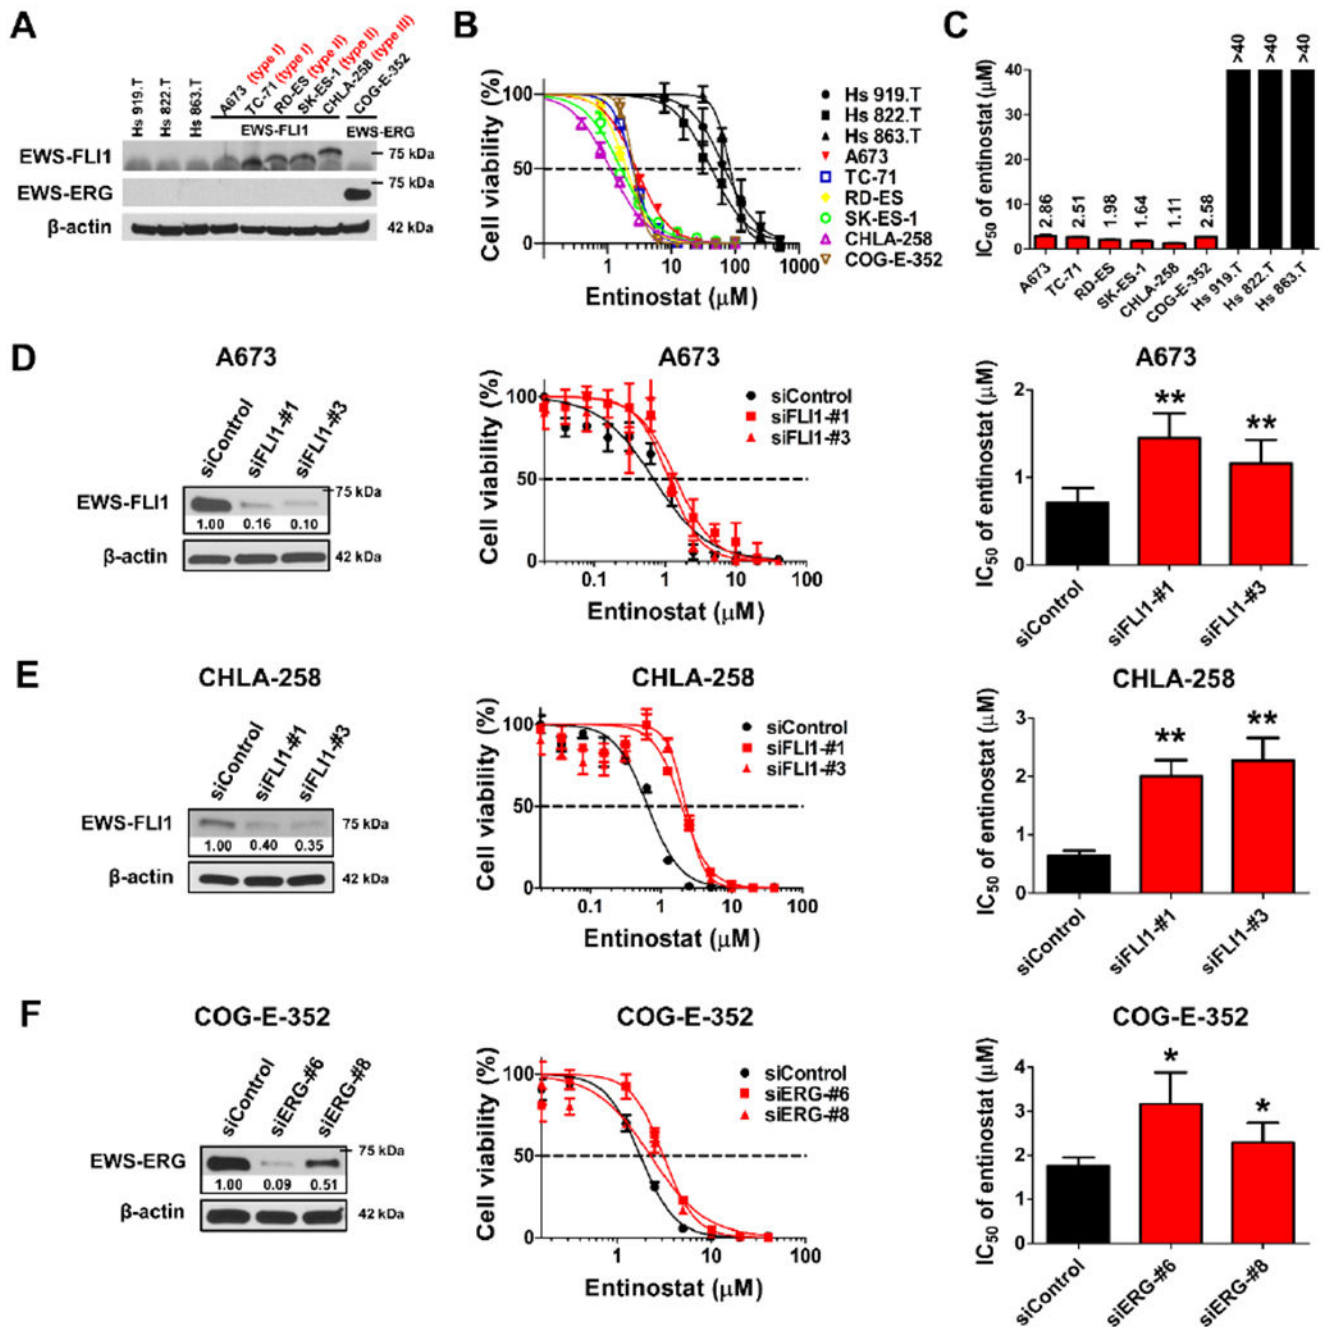 A
Hs 919.T
Hs 822.T
Hs 863.T
A673 (type I)
TC-71 (type I)
RD-ES (type II)
SK-ES-1 (type II)
CHLA-258 (type III)
COG-E-352
EWS-FLI1
EWS-ERG
EWS-FLI1
75 kDa
EWS-ERG
75 kDa
β-actin
42 kDa
B
Cell viability (%)
100
50
0
1
10
100
1000
Entinostat (μM)
Hs 919.T
Hs 822.T
Hs 863.T
A673
TC-71
RD-ES
SK-ES-1
CHLA-258
COG-E-352
C
IC50 of entinostat (μM)
40
30
20
10
0
2.86
2.51
1.98
1.64
1.11
2.58
>40
>40
>40
A673
TC-71
RD-ES
SK-ES-1
CHLA-258
COG-E-352
Hs 919.T
Hs 822.T
Hs 863.T
D
A673
siControl
siFLI1-#1
siFLI1-#3
EWS-FLI1
75 kDa
1.00 0.16 0.10
β-actin
42 kDa
A673
Cell viability (%)
100
50
0
0.1
1
10
100
Entinostat (μM)
siControl
siFLI1-#1
siFLI1-#3
A673
IC50 of entinostat (μM)
2
1
0
**
**
siControl
siFLI1-#1
siFLI1-#3
E
CHLA-258
siControl
siFLI1-#1
siFLI1-#3
EWS-FLI1
75 kDa
1.00 0.40 0.35
β-actin
42 kDa
CHLA-258
Cell viability (%)
100
50
0
0.1
1
10
100
Entinostat (μM)
siControl
siFLI1-#1
siFLI1-#3
CHLA-258
IC50 of entinostat (μM)
3
2
1
0
**
**
siControl
siFLI1-#1
siFLI1-#3
F
COG-E-352
siControl
siERG-#6
siERG-#8
EWS-ERG
75 kDa
1.00 0.09 0.51
β-actin
42 kDa
COG-E-352
Cell viability (%)
100
50
0
1
10
100
Entinostat (μM)
siControl
siERG-#6
siERG-#8
COG-E-352
IC50 of entinostat (μM)
4
3
2
1
0
*
*
siControl
siERG-#6
siERG-#8